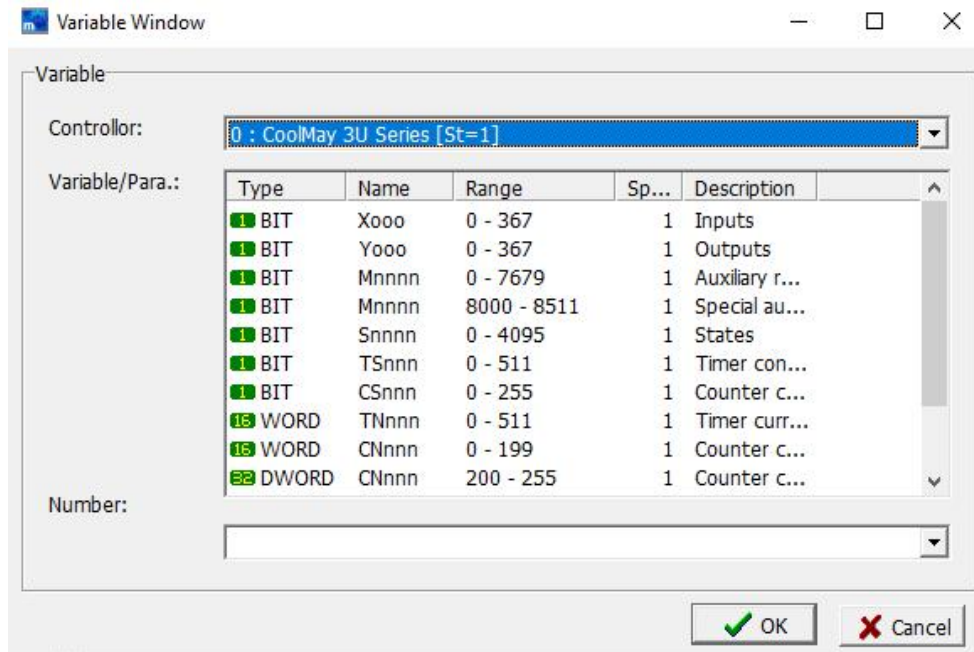 Variable Window
Variable
Controllor:
0 : CoolMay 3U Series [St=1]
Variable/Para.:
Type Name Range Sp... Description
1 BIT Xooo 0 - 367 1 Inputs
1 BIT Yooo 0 - 367 1 Outputs
1 BIT Mnnnn 0 - 7679 1 Auxiliary r...
1 BIT Mnnnn 8000 - 8511 1 Special au...
1 BIT Snnnn 0 - 4095 1 States
1 BIT TSnnn 0 - 511 1 Timer con...
1 BIT CSnnn 0 - 255 1 Counter c...
16 WORD TNnnn 0 - 511 1 Timer curr...
16 WORD CNnnn 0 - 199 1 Counter c...
32 DWORD CNnnn 200 - 255 1 Counter c...
Number:
OK Cancel